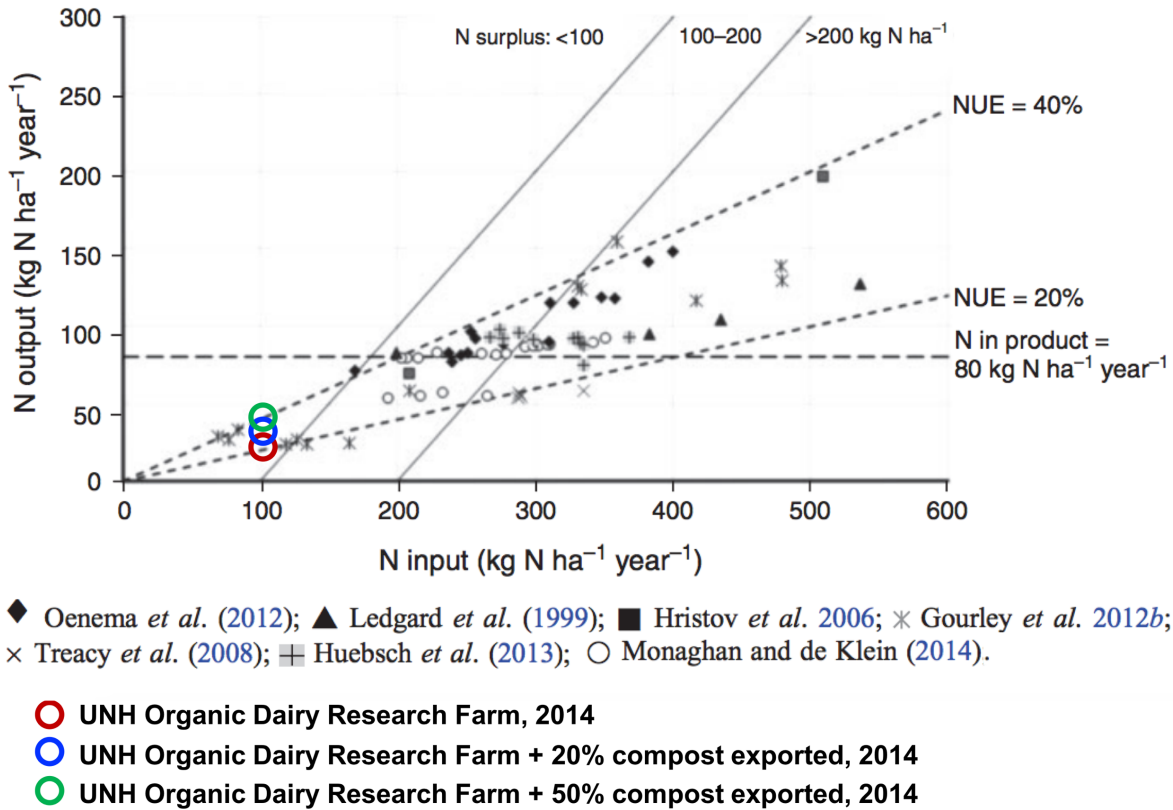 300
250
200
150
100
50
0
N output (kg N ha⁻¹ year⁻¹)
N surplus: <100
100–200
>200 kg N ha⁻¹
NUE = 40%
NUE = 20%
N in product =
80 kg N ha⁻¹ year⁻¹
0 100 200 300 400 500 600
N input (kg N ha⁻¹ year⁻¹)
Oenema et al. (2012); Ledgard et al. (1999); Hristov et al. 2006; Gourley et al. 2012b;
Treacy et al. (2008); Huebsch et al. (2013); Monaghan and de Klein (2014).
UNH Organic Dairy Research Farm, 2014
UNH Organic Dairy Research Farm + 20% compost exported, 2014
UNH Organic Dairy Research Farm + 50% compost exported, 2014